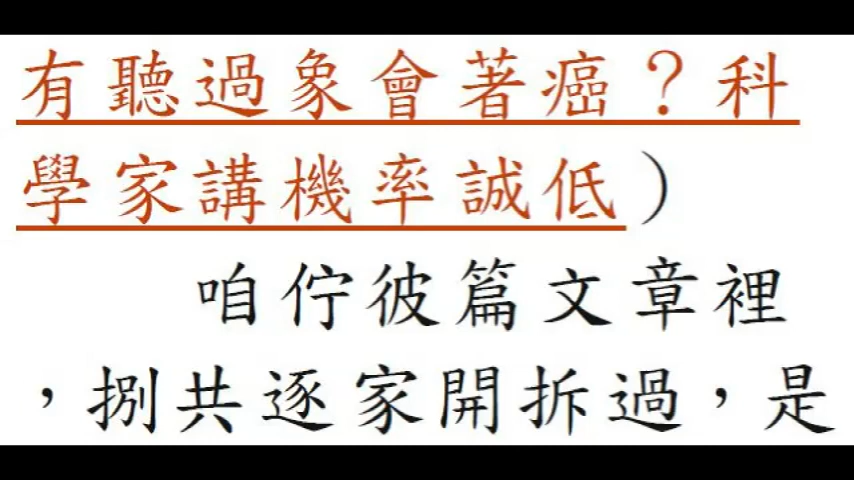 有聽過象會著癌？科
學家講機率誠低）
咱佇彼篇文章裡
，捌共逐家開拆過，是